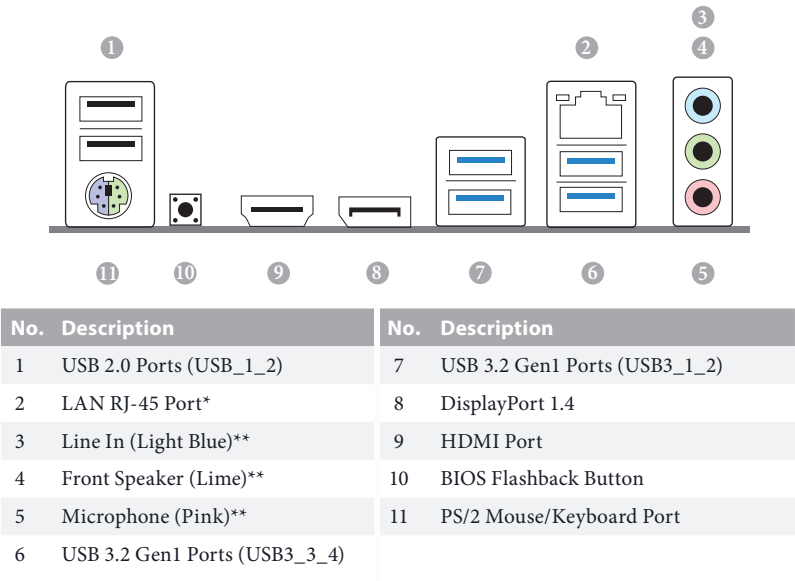 3
1
2
4
11
10
9
8
7
6
5
No. Description No. Description
1 USB 2.0 Ports (USB_1_2) 7 USB 3.2 Gen1 Ports (USB3_1_2)
2 LAN RJ-45 Port* 8 DisplayPort 1.4
3 Line In (Light Blue)** 9 HDMI Port
4 Front Speaker (Lime)** 10 BIOS Flashback Button
5 Microphone (Pink)** 11 PS/2 Mouse/Keyboard Port
6 USB 3.2 Gen1 Ports (USB3_3_4)